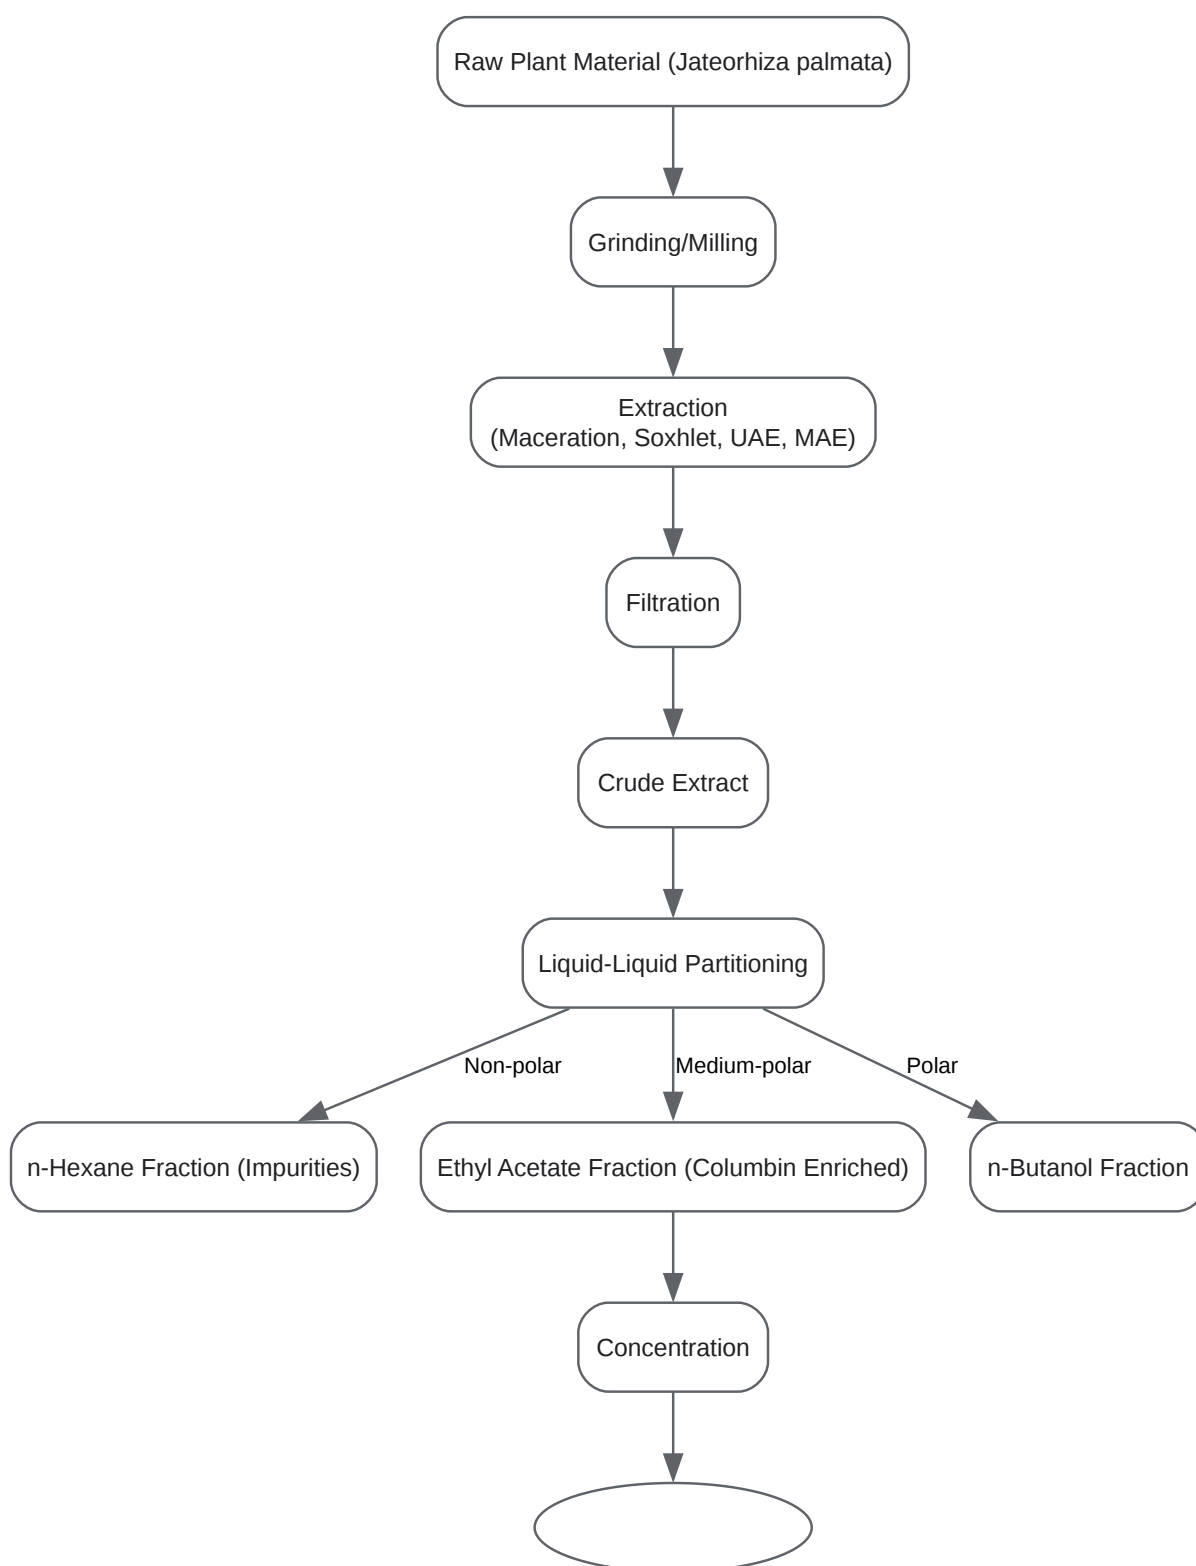 Raw Plant Material (Jateorhiza palmata)
Grinding/Milling
Extraction
(Maceration, Soxhlet, UAE, MAE)
Filtration
Crude Extract
Liquid-Liquid Partitioning
Non-polar
Medium-polar
Polar
n-Hexane Fraction (Impurities)
Ethyl Acetate Fraction (Columbin Enriched)
n-Butanol Fraction
Concentration